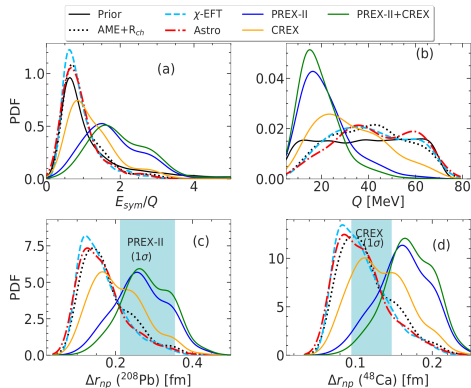 Prior
χ-EFT
PREX-II
PREX-II+CREX
AME+R_ch
Astro
CREX
PDF
1.0
0.5
0.0
(a)
0
2
4
E_sym/Q
0.04
0.02
0.00
(b)
20
40
60
80
Q [MeV]
PDF
7.5
5.0
2.5
0.0
PREX-II
(1σ)
(c)
0.2
0.4
Δr_np (²⁰⁸Pb) [fm]
10
5
0
CREX
(1σ)
(d)
0.1
0.2
Δr_np (⁴⁸Ca) [fm]